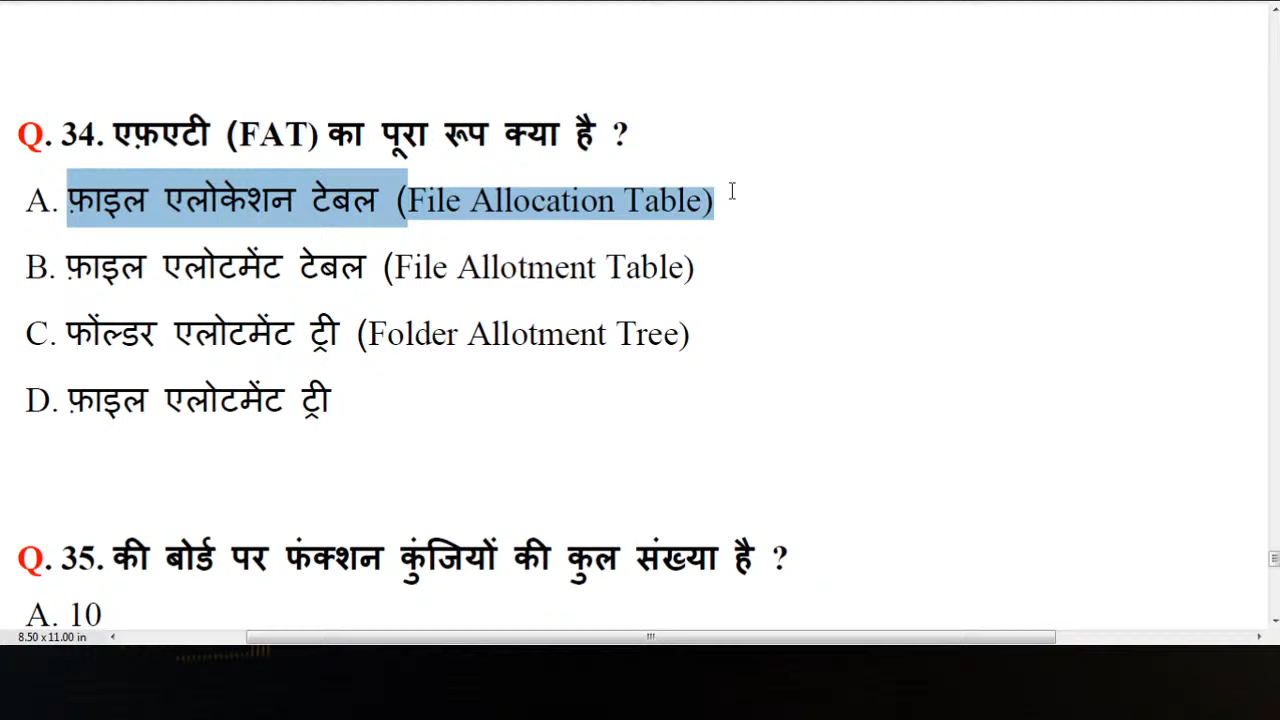 Q. 34. एफ़एटी (FAT) का पूरा रूप क्या है ?
A. फ़ाइल एलोकेशन टेबल (File Allocation Table)
B. फ़ाइल एलोटमेंट टेबल (File Allotment Table)
C. फोंल्डर एलोटमेंट ट्री (Folder Allotment Tree)
D. फ़ाइल एलोटमेंट ट्री
Q. 35. की बोर्ड पर फंक्शन कुंजियों की कुल संख्या है ?
A. 10
8.50 x 11.00 in